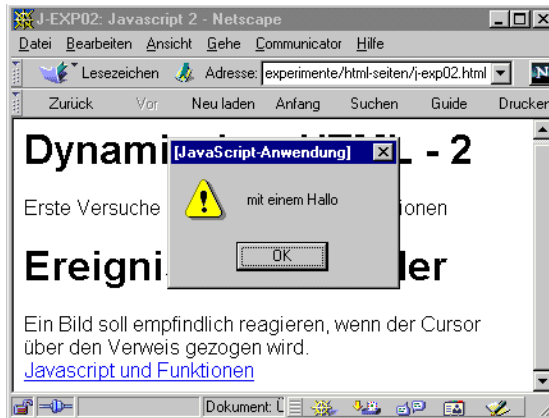 J-EXP02: Javascript 2 - Netscape
Datei Bearbeiten Ansicht Gehe Communicator Hilfe
Lesezeichen Adresse: experimente/html-seiten/j-exp02.html N
Zurück Vor Neu laden Anfang Suchen Guide Drucken
Dynami L - 2
[JavaScript-Anwendung]
mit einem Hallo
Erste Versuche ionen
OK
Ereigni ler
Ein Bild soll empfindlich reagieren, wenn der Cursor
über den Verweis gezogen wird.
Javascript und Funktionen
Dokument: Ü